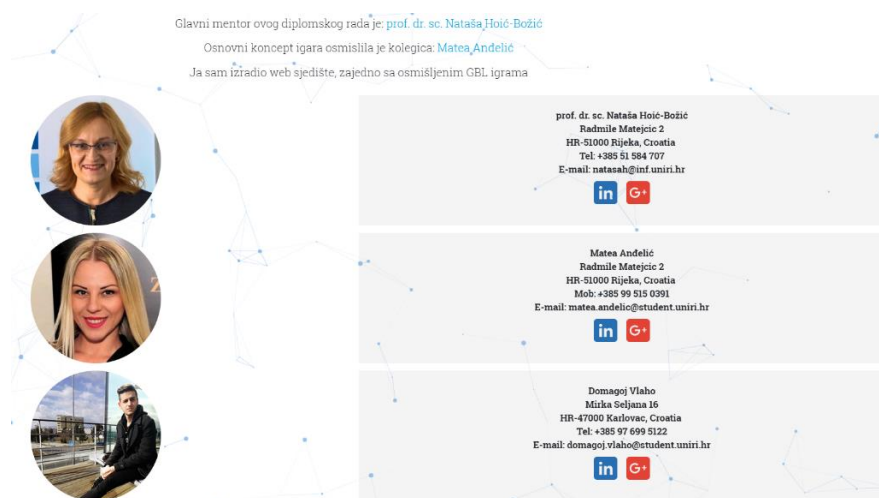 Glavni mentor ovog diplomskog rada je: prof. dr. sc. Nataša Hoić-Božić
Osnovni koncept igara osmislila je kolegica: Matea Anđelić
Ja sam izradio web sjedište, zajedno sa osmišljenim GBL igrama
prof. dr. sc. Nataša Hoić-Božić
Radmile Matejcic 2
HR-51000 Rijeka, Croatia
Tel: +385 51 584 707
E-mail: natasah@inf.uniri.hr
in G+
Matea Anđelić
Radmile Matejcic 2
HR-51000 Rijeka, Croatia
Mob: +385 99 515 0391
E-mail: matea.andelic@student.uniri.hr
in G+
Domagoj Vlaho
Mirka Seljana 16
HR-47000 Karlovac, Croatia
Tel: +385 97 699 5122
E-mail: domagoj.vlaho@student.uniri.hr
in G+